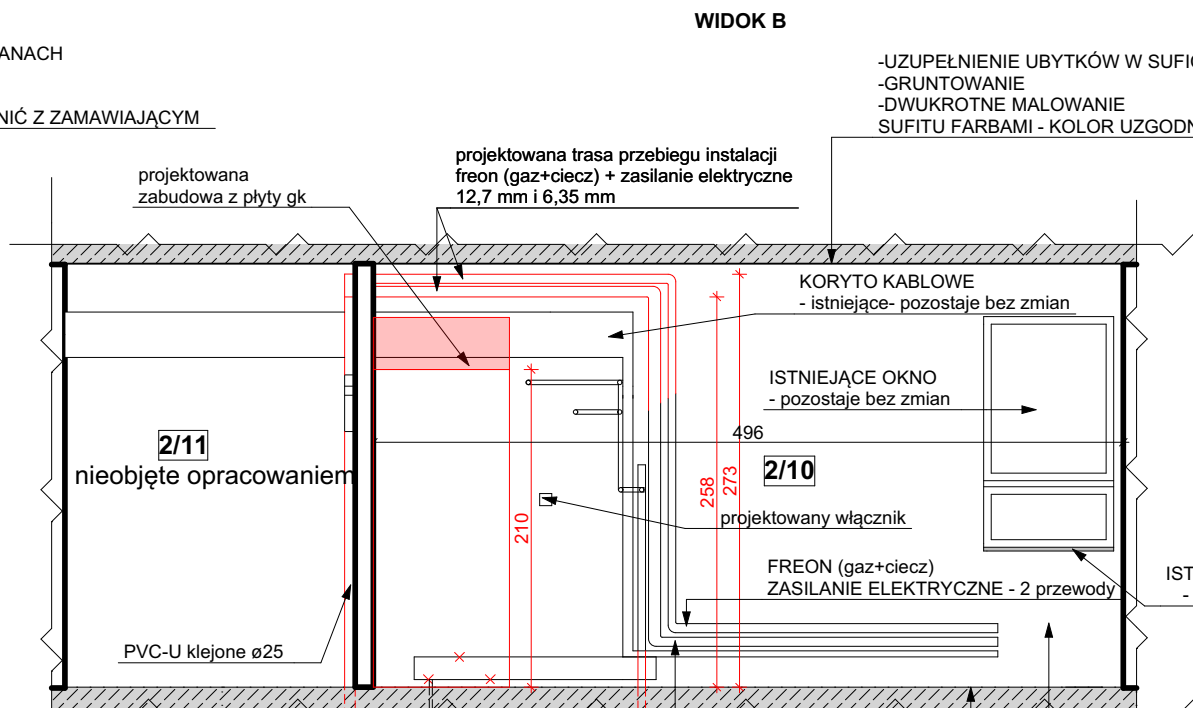 WIDOK B
ANACH
NIĆ Z ZAMAWIAJĄCYM
-UZUPEŁNIENIE UBYTKÓW W SUFIC
-GRUNTOWANIE
-DWUKROTNE MALOWANIE
SUFITU FARBAMI - KOLOR UZGODN
projektowana
zabudowa z płyty gk
projektowana trasa przebiegu instalacji
freon (gaz+ciecz) + zasilanie elektryczne
12,7 mm i 6,35 mm
KORYTO KABLOWE
- istniejące- pozostaje bez zmian
ISTNIEJĄCE OKNO
- pozostaje bez zmian
496
2/11
nieobjęte opracowaniem
2/10
258
273
210
projektowany włącznik
FREON (gaz+ciecz)
ZASILANIE ELEKTRYCZNE - 2 przewody
IST
-
PVC-U klejone ø25